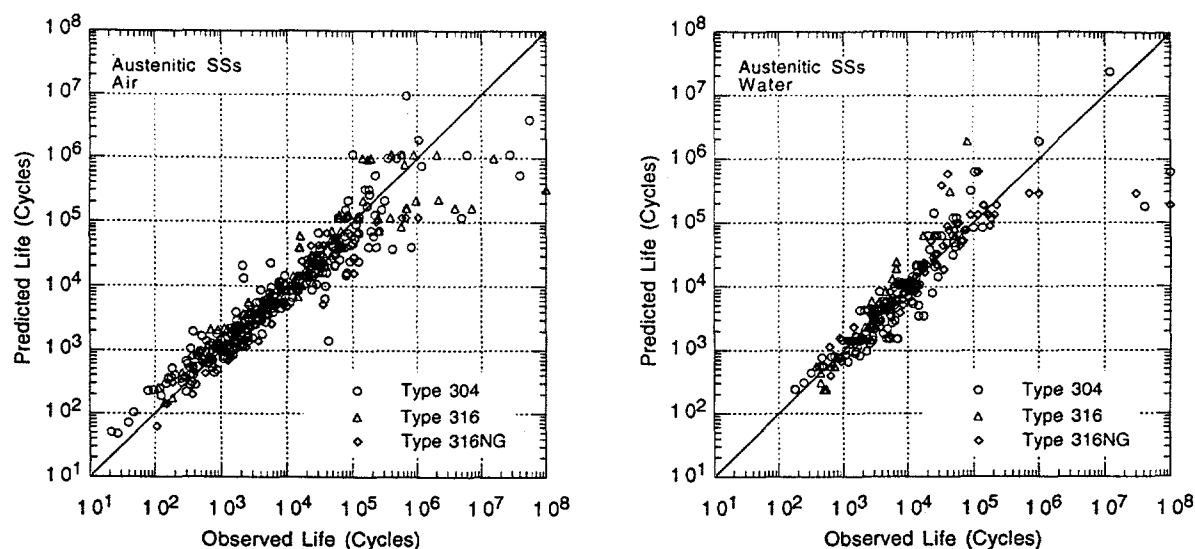 10^8
10^7
10^6
10^5
10^4
10^3
10^2
10^1
Predicted Life (Cycles)
Austenitic SSs
Air
Type 304
Type 316
Type 316NG
10^1 10^2 10^3 10^4 10^5 10^6 10^7 10^8
Observed Life (Cycles)
10^8
10^7
10^6
10^5
10^4
10^3
10^2
10^1
Predicted Life (Cycles)
Austenitic SSs
Water
Type 304
Type 316
Type 316NG
10^1 10^2 10^3 10^4 10^5 10^6 10^7 10^8
Observed Life (Cycles)